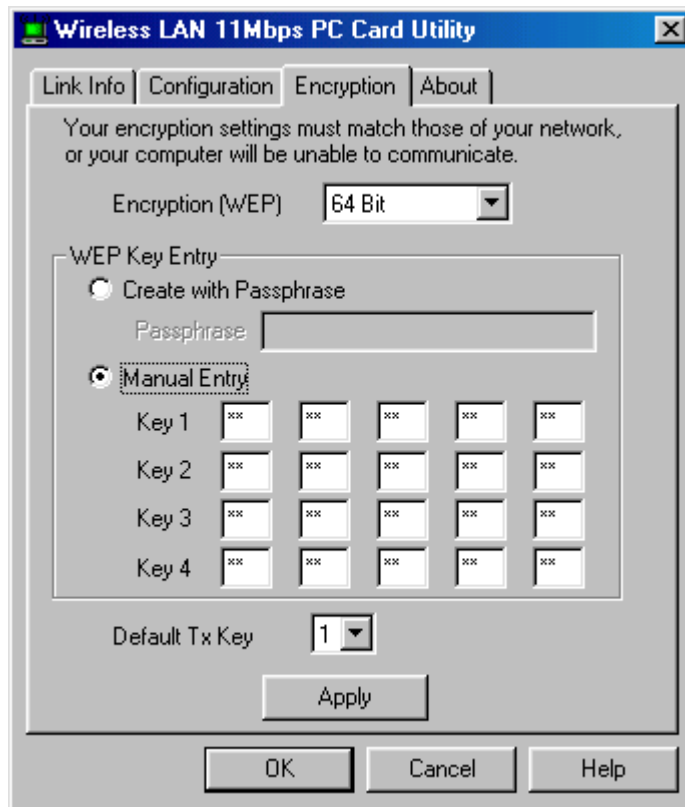 Wireless LAN 11Mbps PC Card Utility
Link Info Configuration Encryption About
Your encryption settings must match those of your network,
or your computer will be unable to communicate.
Encryption (WEP) 64 Bit
WEP Key Entry
Create with Passphrase
Passphrase
Manual Entry
Key 1 ** ** ** ** **
Key 2 ** ** ** ** **
Key 3 ** ** ** ** **
Key 4 ** ** ** ** **
Default Tx Key 1
Apply
OK Cancel Help